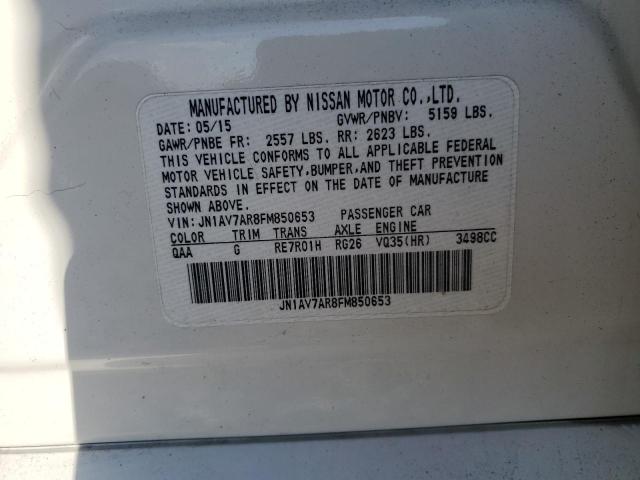 MANUFACTURED BY NISSAN MOTOR CO.,LTD.
DATE: 05/15 GVWR/PNBV: 5159 LBS.
GAWR/PNBE FR: 2557 LBS. RR: 2623 LBS.
THIS VEHICLE CONFORMS TO ALL APPLICABLE FEDERAL
MOTOR VEHICLE SAFETY,BUMPER,AND THEFT PREVENTION
STANDARDS IN EFFECT ON THE DATE OF MANUFACTURE
SHOWN ABOVE.
VIN: JN1AV7AR8FM850653 PASSENGER CAR
COLOR TRIM TRANS AXLE ENGINE
QAA G RE7R01H RG26 VQ35(HR) 3498CC
JN1AV7AR8FM850653